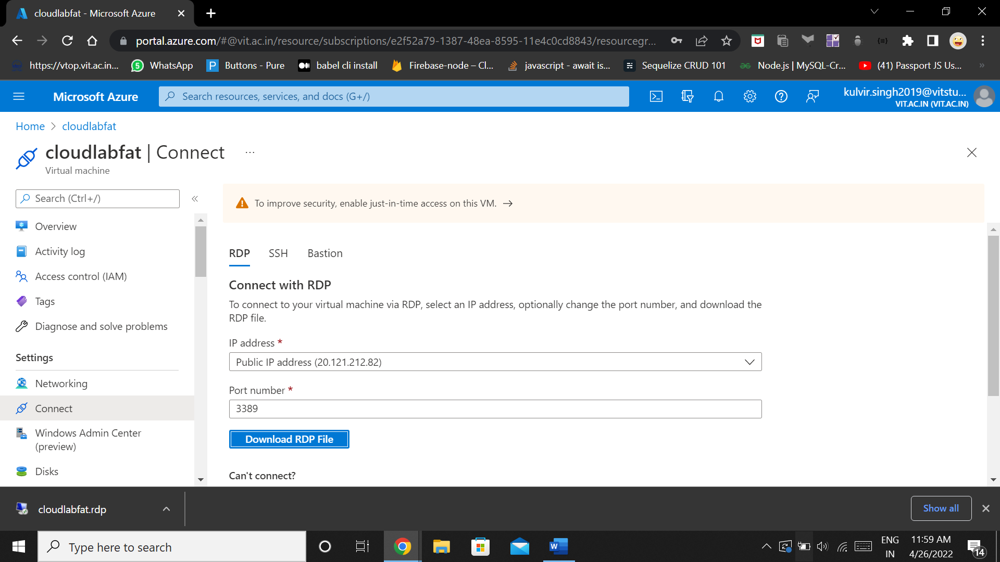 cloudlabfat - Microsoft Azure
portal.azure.com/#@vit.ac.in/resource/subscriptions/e2f52a79-1387-48ea-8595-11e4c0cd8843/resourcegr...
https://vtop.vit.ac.in... 5 WhatsApp P Buttons - Pure babel cli install Firebase-node – Cl... javascript - await is... Sequelize CRUD 101 Node.js | MySQL-Cr... (41) Passport JS Us... »
Microsoft Azure
Search resources, services, and docs (G+/)
kulvir.singh2019@vitstu...
VIT.AC.IN (VIT.AC.IN)
Home > cloudlabfat
cloudlabfat | Connect ...
Virtual machine
Search (Ctrl+/) «
To improve security, enable just-in-time access on this VM. →
Overview
Activity log
Access control (IAM)
Tags
Diagnose and solve problems
Settings
Networking
Connect
Windows Admin Center
(preview)
Disks
RDP SSH Bastion
Connect with RDP
To connect to your virtual machine via RDP, select an IP address, optionally change the port number, and download the
RDP file.
IP address *
Public IP address (20.121.212.82)
Port number *
3389
Download RDP File
Can't connect?
cloudlabfat.rdp
Show all
Type here to search
W
ENG
IN
11:59 AM
4/26/2022
14